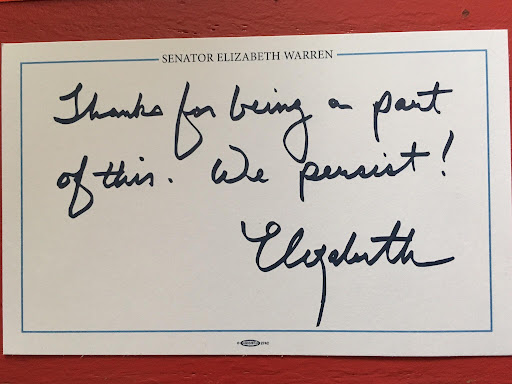 SENATOR ELIZABETH WARREN
Thanks for being a part
of this. We persist!
Elizabeth